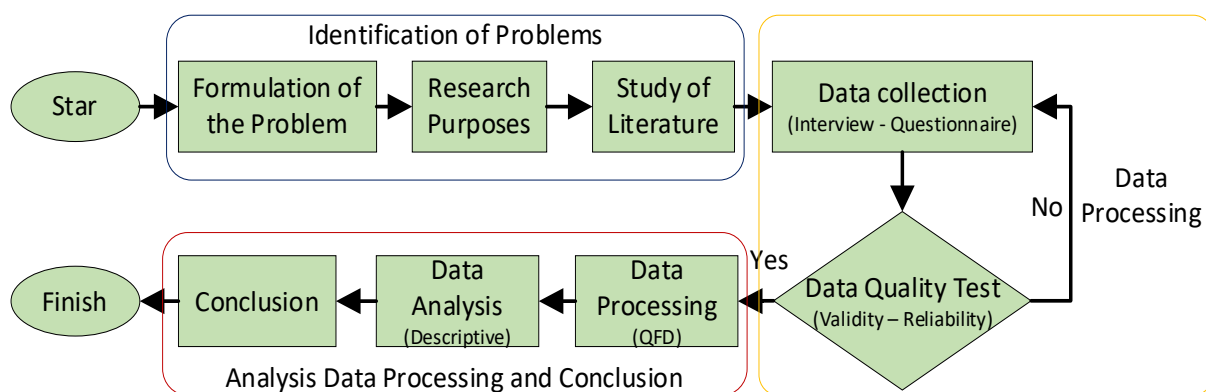 Identification of Problems
Star
Formulation of
the Problem
Research
Purposes
Study of
Literature
Data collection
(Interview - Questionnaire)
No
Data
Processing
Data Quality Test
(Validity – Reliability)
Yes
Data
Processing
(QFD)
Data
Analysis
(Descriptive)
Conclusion
Finish
Analysis Data Processing and Conclusion